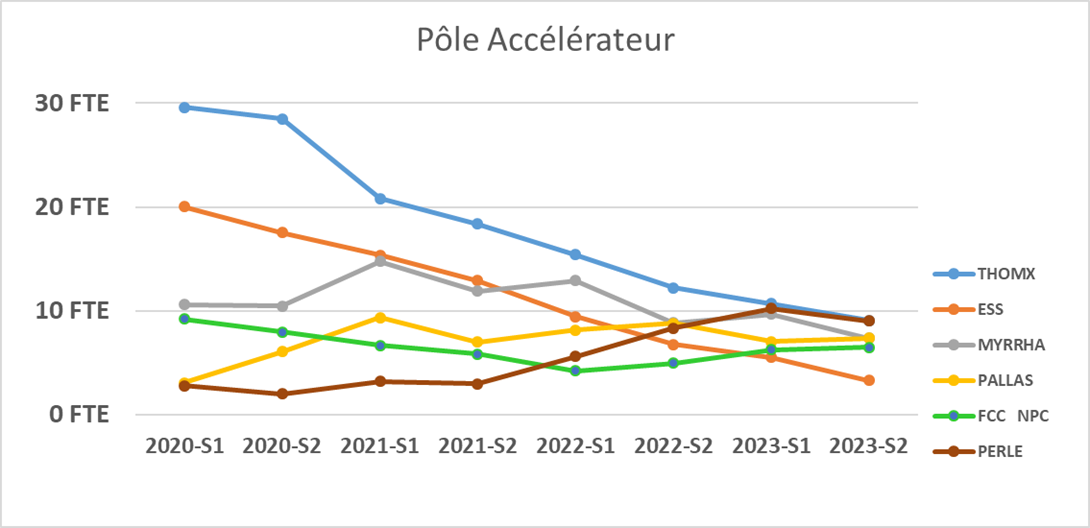 Pôle Accélérateur
30 FTE
20 FTE
10 FTE
0 FTE
2020-S1 2020-S2 2021-S1 2021-S2 2022-S1 2022-S2 2023-S1 2023-S2
THOMX
ESS
MYRRHA
PALLAS
FCC NPC
PERLE